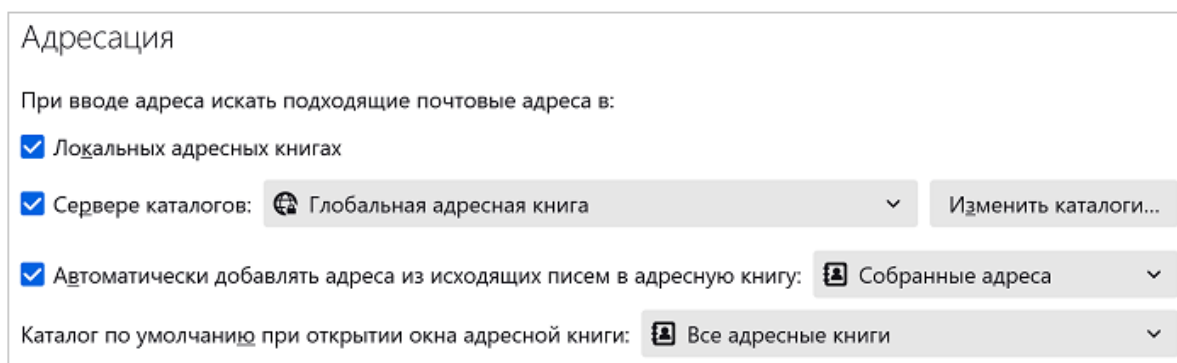 Адресация
При вводе адреса искать подходящие почтовые адреса в:
Локальных адресных книгах
Сервере каталогов: Глобальная адресная книга Изменить каталоги...
Автоматически добавлять адреса из исходящих писем в адресную книгу: Собранные адреса
Каталог по умолчанию при открытии окна адресной книги: Все адресные книги